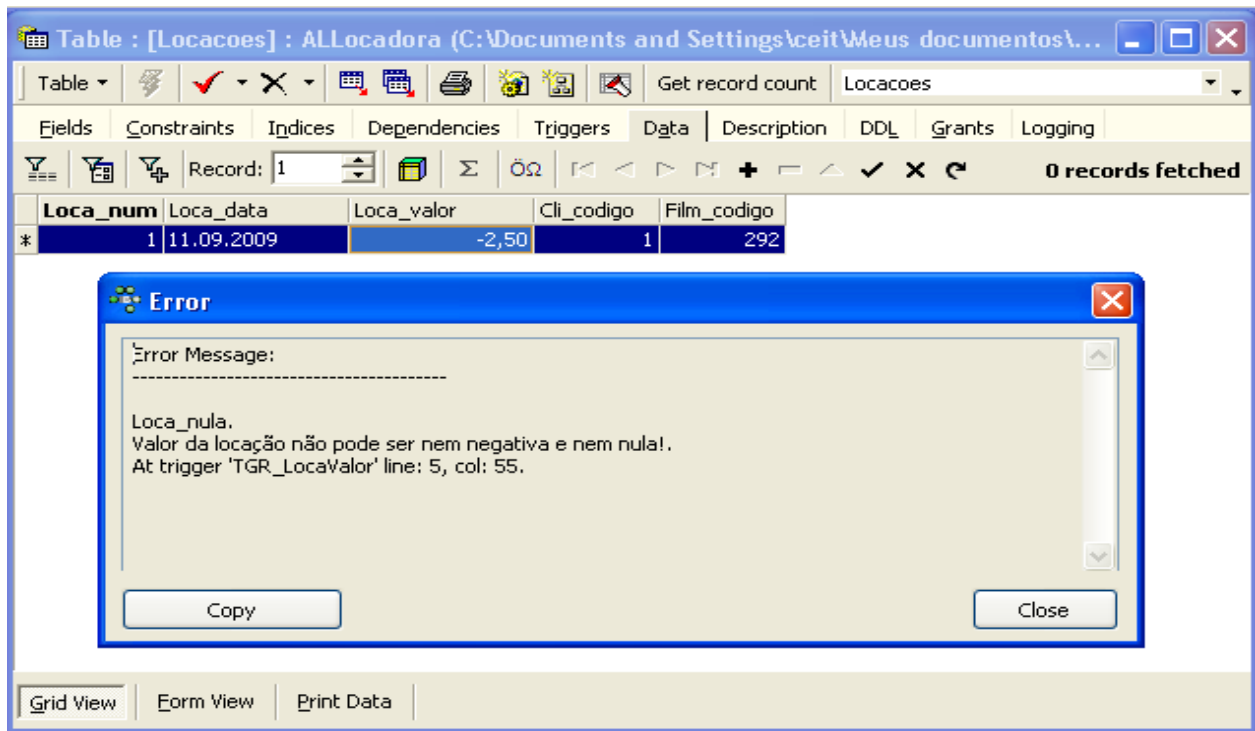 Table : [Locacoes] : ALLocadora (C:\Documents and Settings\ceit\Meus documentos\...
Table Get record count Locacoes
Fields Constraints Indices Dependencies Triggers Data Description DDL Grants Logging
Record: 1 Σ ÖΩ 0 records fetched
Loca_num Loca_data Loca_valor Cli_codigo Film_codigo
* 1 11.09.2009 -2,50 1 292
Error
Error Message:
----------------------------------------
Loca_nula.
Valor da locação não pode ser nem negativa e nem nula!.
At trigger 'TGR_LocaValor' line: 5, col: 55.
Copy Close
Grid View Form View Print Data